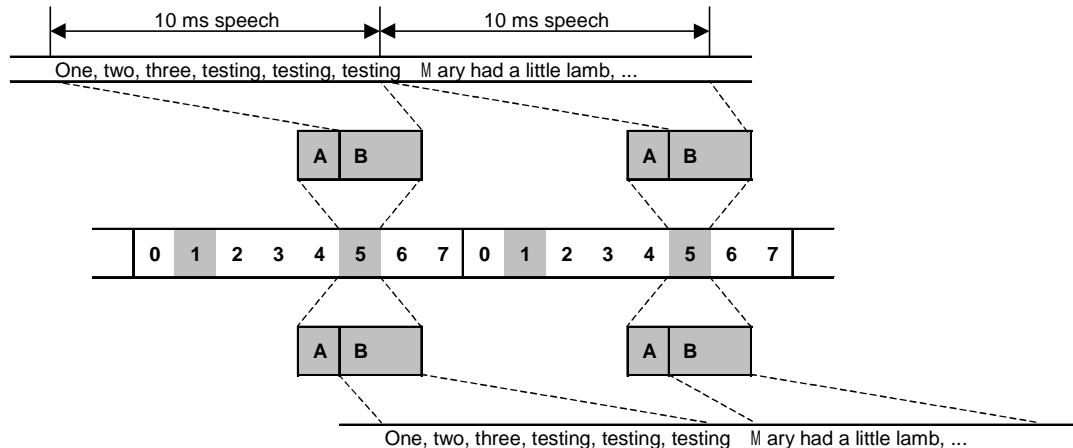 10 ms speech 10 ms speech
One, two, three, testing, testing, testing Mary had a little lamb, ...
A B A B
0 1 2 3 4 5 6 7 0 1 2 3 4 5 6 7
A B A B
One, two, three, testing, testing, testing Mary had a little lamb, ...